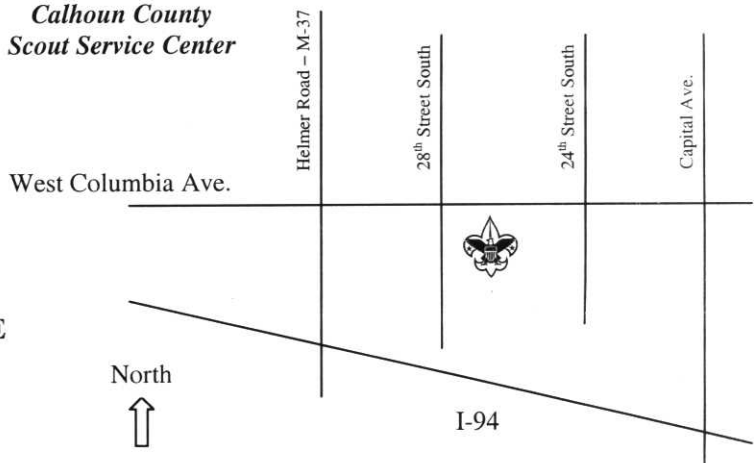 Calhoun County
Scout Service Center
Helmer Road – M-37
28th Street South
24th Street South
Capital Ave.
West Columbia Ave.
E
North
I-94